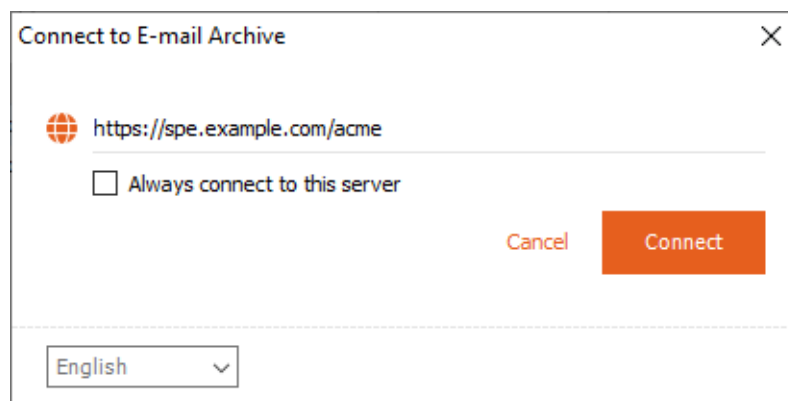 Connect to E-mail Archive
https://spe.example.com/acme
Always connect to this server
Cancel
Connect
English